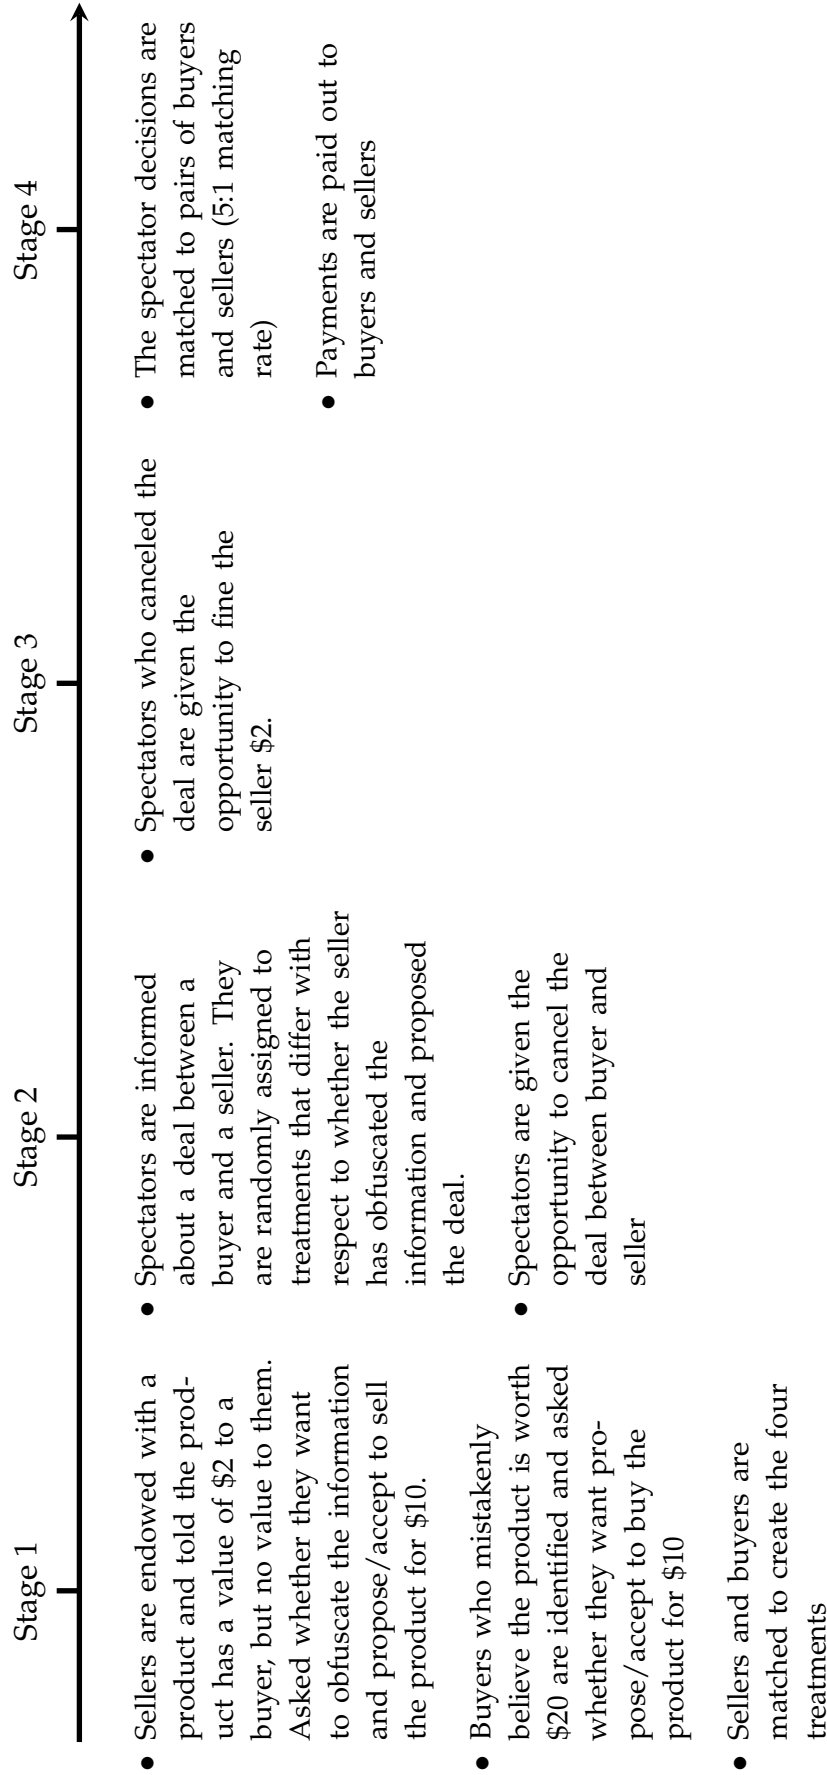 Stage 1
• Sellers are endowed with a
product and told the prod-
uct has a value of $2 to a
buyer, but no value to them.
Asked whether they want
to obfuscate the information
and propose/accept to sell
the product for $10.
• Buyers who mistakenly
believe the product is worth
$20 are identified and asked
whether they want pro-
pose/accept to buy the
product for $10
• Sellers and buyers are
matched to create the four
treatments
Stage 2
• Spectators are informed
about a deal between a
buyer and a seller. They
are randomly assigned to
treatments that differ with
respect to whether the seller
has obfuscated the
information and proposed
the deal.
• Spectators are given the
opportunity to cancel the
deal between buyer and
seller
Stage 3
• Spectators who canceled the
deal are given the
opportunity to fine the
seller $2.
Stage 4
• The spectator decisions are
matched to pairs of buyers
and sellers (5:1 matching
rate)
• Payments are paid out to
buyers and sellers